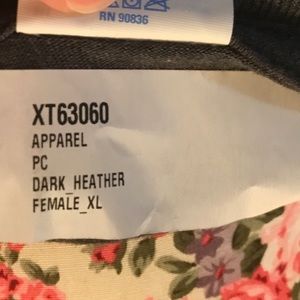 RN 90836
XT63060
APPAREL
PC
DARK_HEATHER
FEMALE_XL